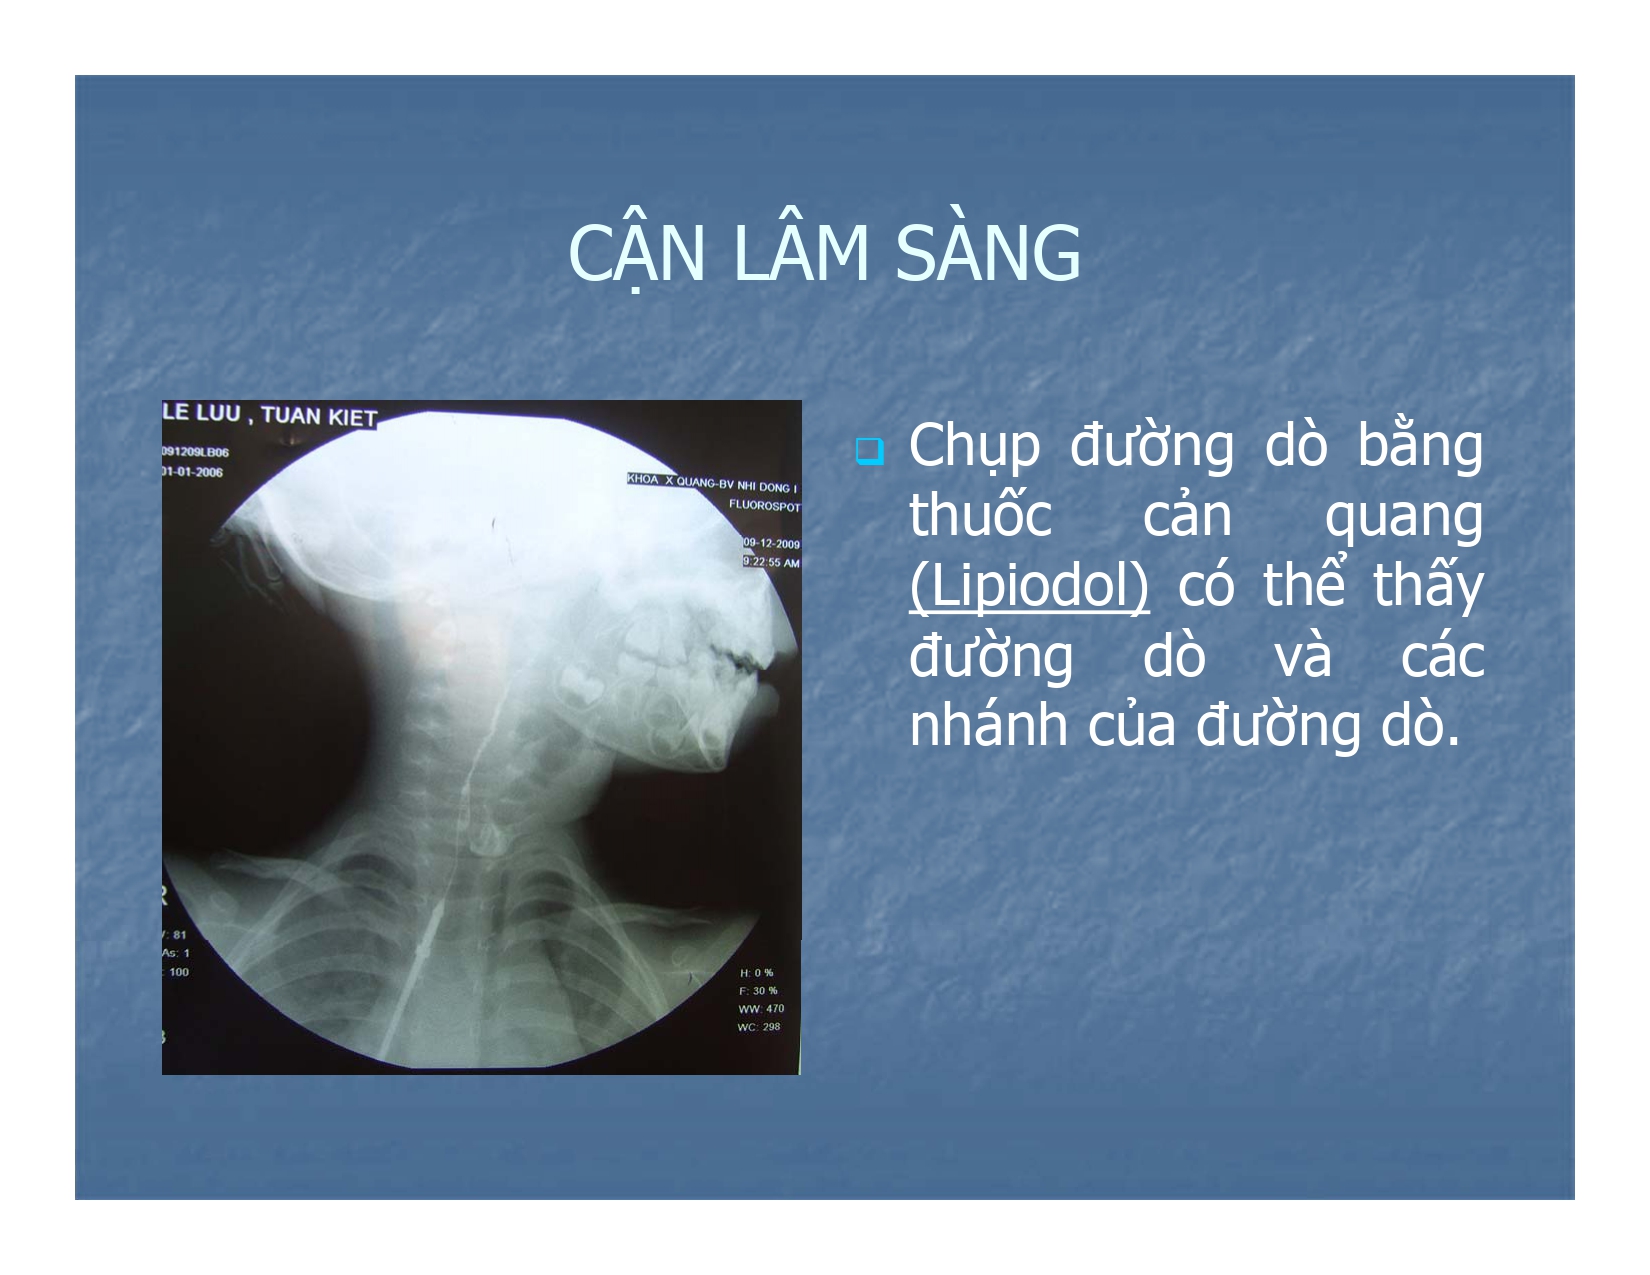 CẬN LÂM SÀNG
LE LUU , TUAN KIET
091209LB06
01-01-2006
KHOA X QUANG-BV NHI DONG I
FLUOROSPOT
09-12-2009
9:22:55 AM
R
: 81
As: 1
: 100
H: 0 %
F: 30 %
WW: 470
WC: 298
Chụp đường dò bằng
thuốc cản quang
(Lipiodol) có thể thấy
đường dò và các
nhánh của đường dò.